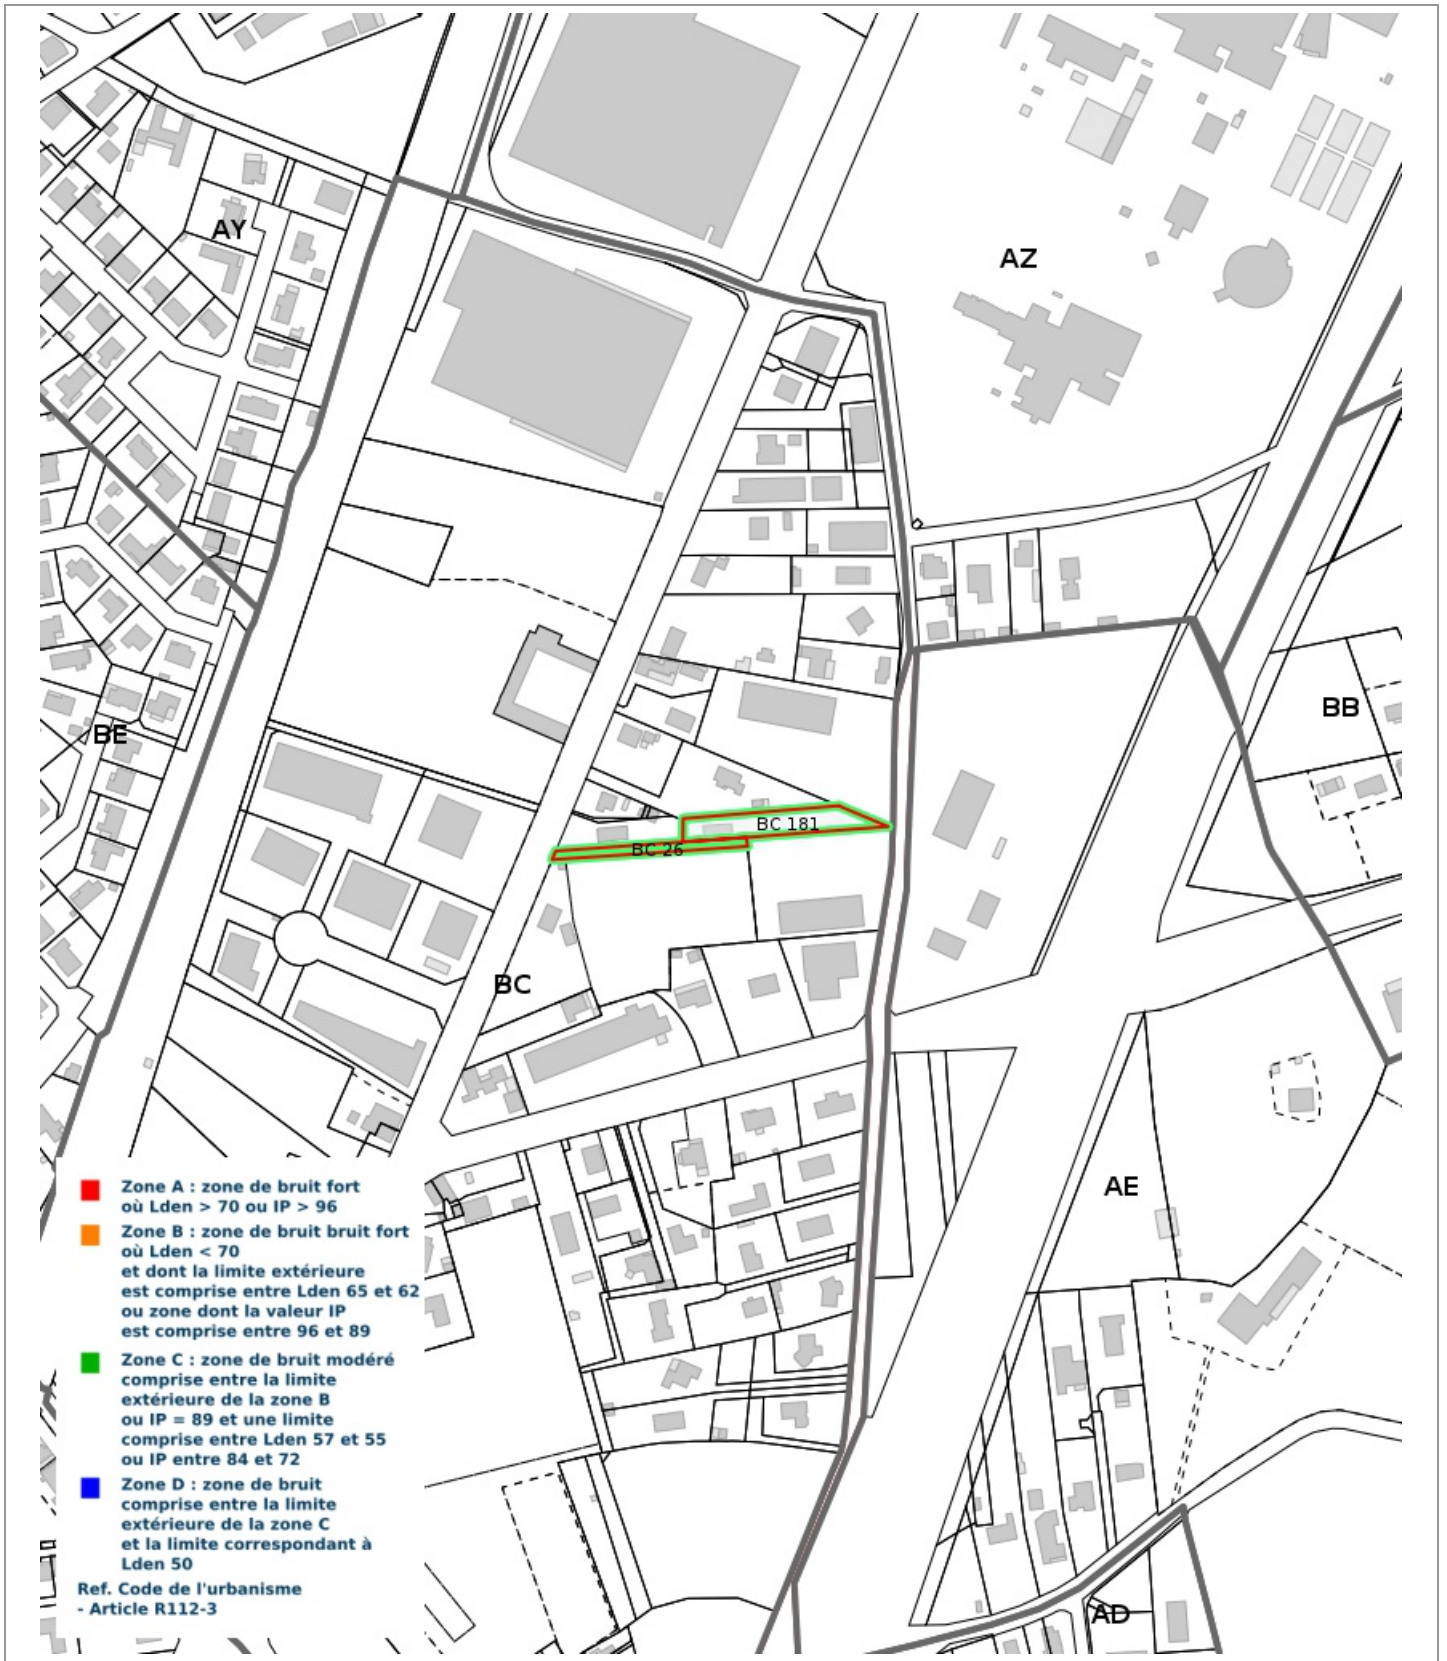 AY
AZ
BB
BE
BC 181
BC 26
BC
AE
AD
Zone A : zone de bruit fort
où Lden > 70 ou IP > 96
Zone B : zone de bruit bruit fort
où Lden < 70
et dont la limite extérieure
est comprise entre Lden 65 et 62
ou zone dont la valeur IP
est comprise entre 96 et 89
Zone C : zone de bruit modéré
comprise entre la limite
extérieure de la zone B
ou IP = 89 et une limite
comprise entre Lden 57 et 55
ou IP entre 84 et 72
Zone D : zone de bruit
comprise entre la limite
extérieure de la zone C
et la limite correspondant à
Lden 50
Ref. Code de l'urbanisme
- Article R112-3